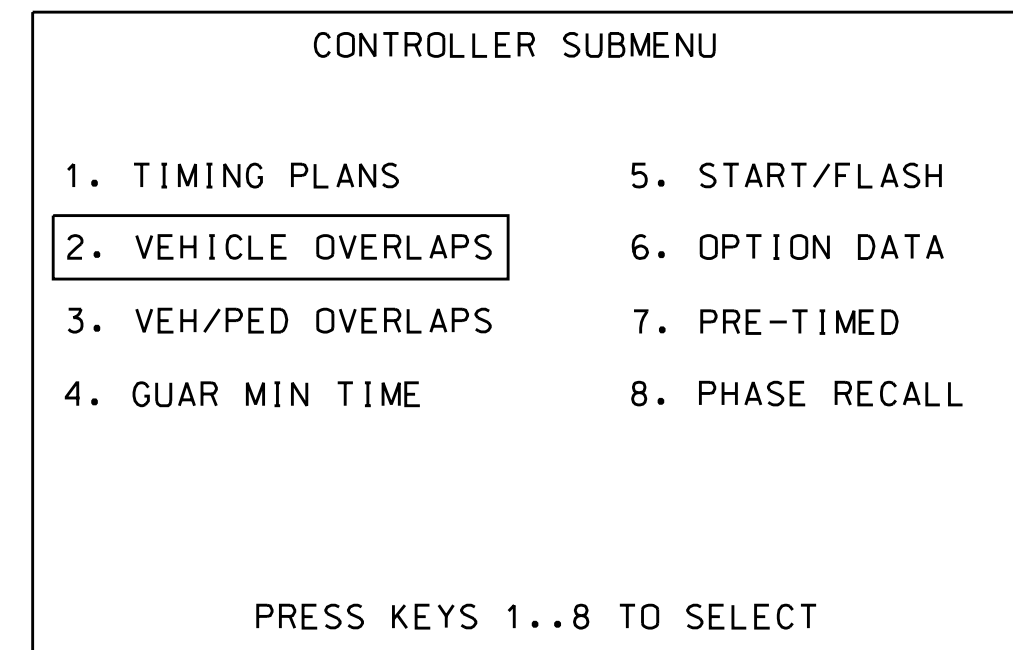 CONTROLLER SUBMENU
1. TIMING PLANS
2. VEHICLE OVERLAPS
3. VEH/PED OVERLAPS
4. GUAR MIN TIME
5. START/FLASH
6. OPTION DATA
7. PRE-TIMED
8. PHASE RECALL
PRESS KEYS 1..8 TO SELECT